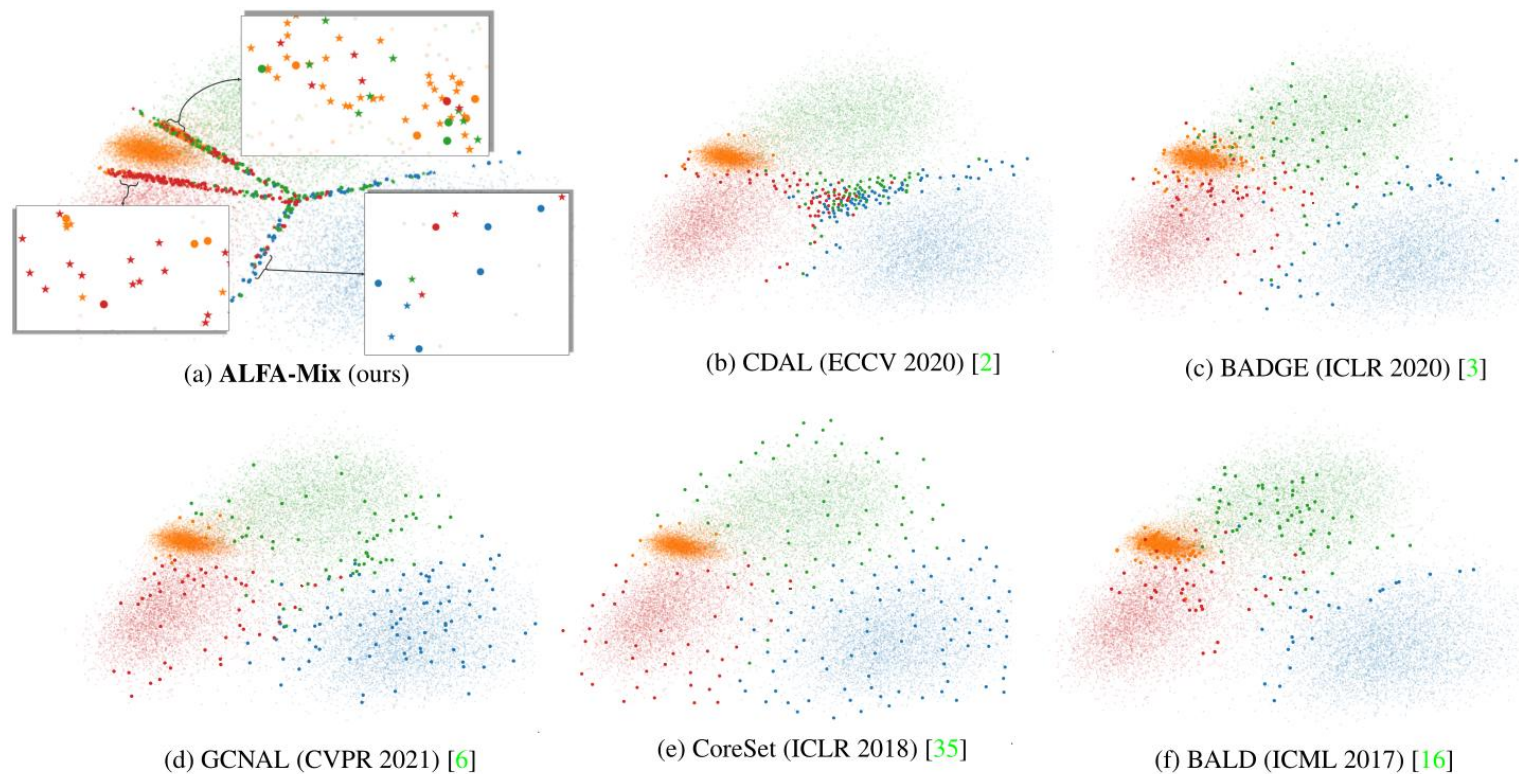 (a) ALFA-Mix (ours)
(b) CDAL (ECCV 2020) [2]
(c) BADGE (ICLR 2020) [3]
(d) GCNAL (CVPR 2021) [6]
(e) CoreSet (ICLR 2018) [35]
(f) BALD (ICML 2017) [16]